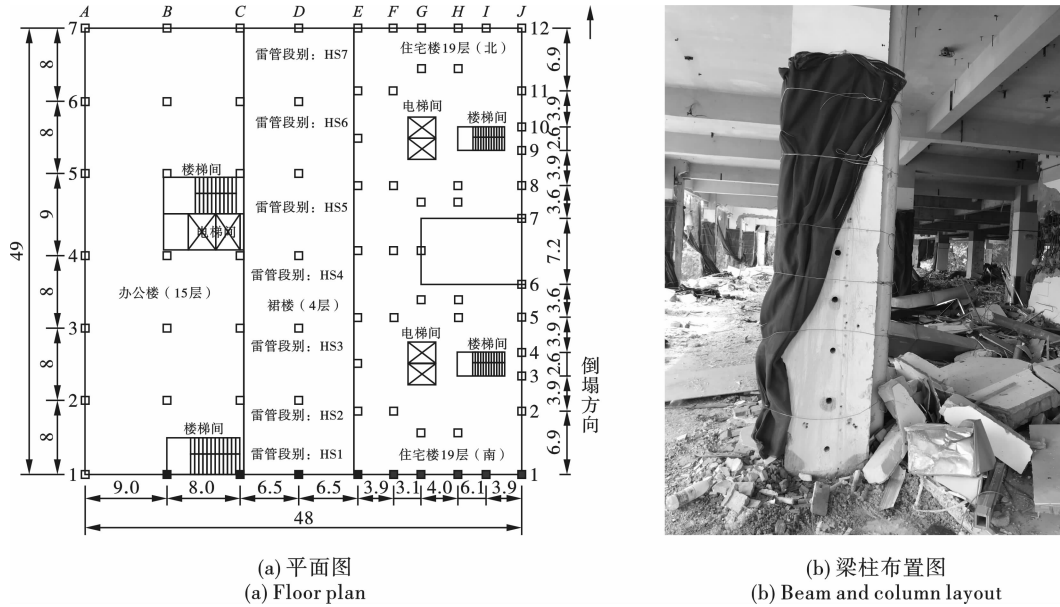 A B C D E F G H I J
7
雷管段别：HS7
住宅楼19层（北）
12
8
6.9
6
雷管段别：HS6
电梯间
楼梯间
11
3.9
10
2.6
9
8
3.9
楼梯间
5
8
3.6
雷管段别：HS5
7
49
9
电梯间
7.2
4
雷管段别：HS4
6
办公楼（15层）
裙楼（4层）
3.6
8
5
3
雷管段别：HS3
电梯间
楼梯间
3.9
4
2.6
3
8
3.9
2
雷管段别：HS2
2
倒塌方向
楼梯间
8
雷管段别：HS1
住宅楼19层（南）
6.9
1
1
9.0 8.0 6.5 6.5 3.9 3.1 4.0 6.1 3.9
48
(a) 平面图
(a) Floor plan
(b) 梁柱布置图
(b) Beam and column layout